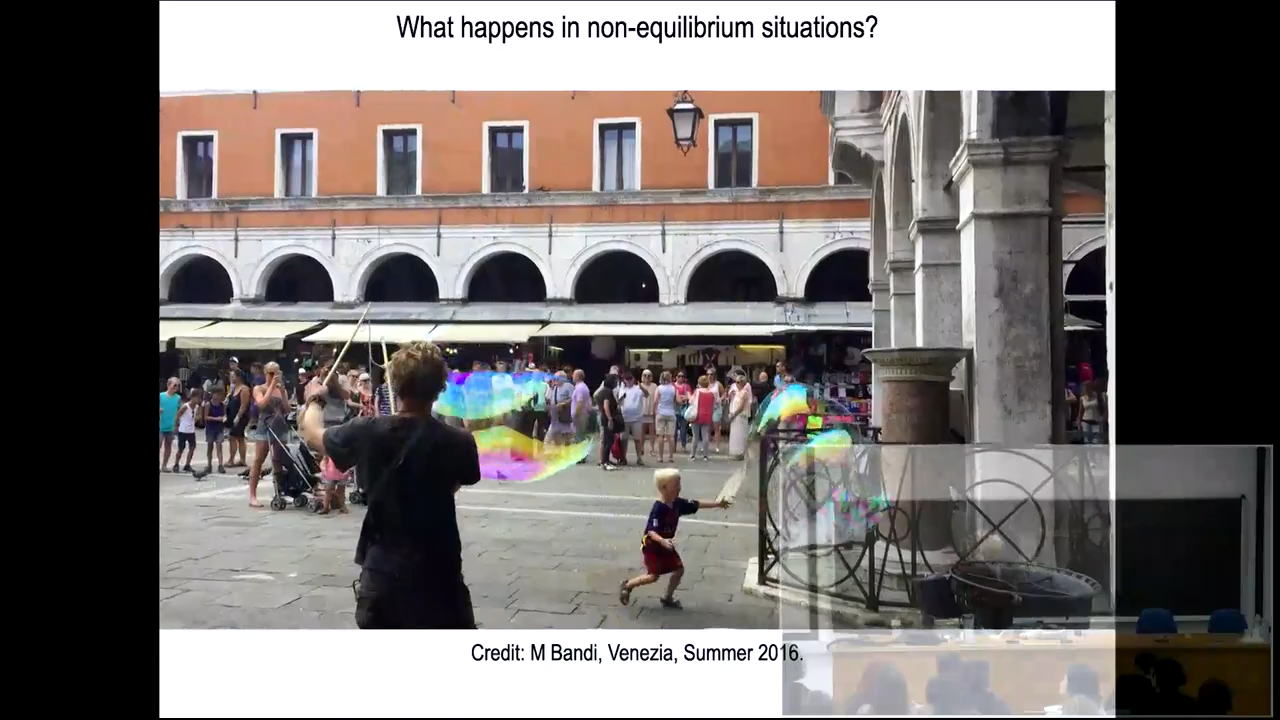 What happens in non-equilibrium situations?
Credit: M Bandi, Venezia, Summer 2016.